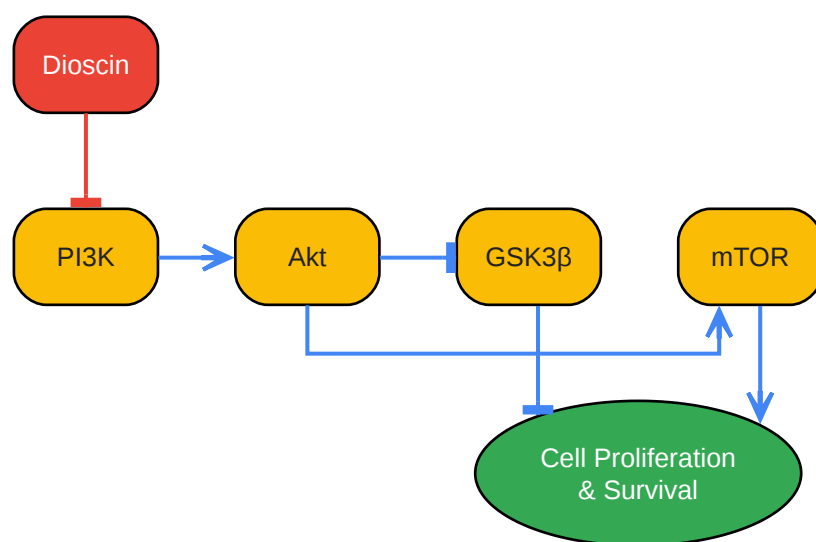 Dioscin
PI3K
Akt
GSK3β
mTOR
Cell Proliferation
& Survival